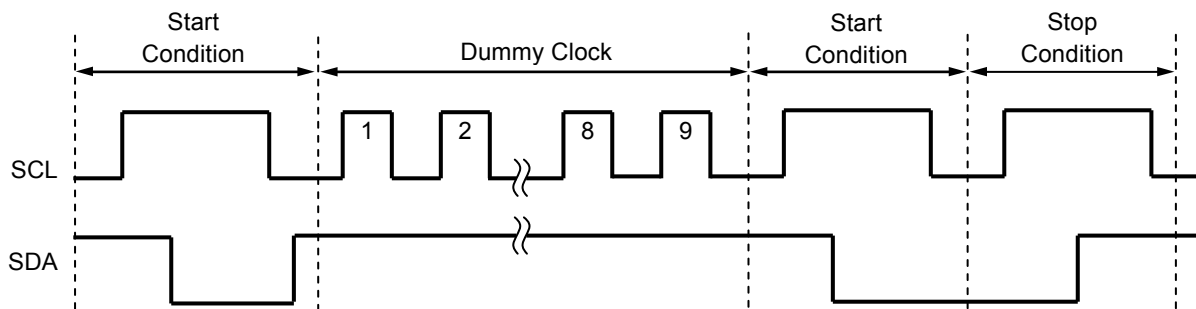 Start
Condition
Dummy Clock
Start
Condition
Stop
Condition
SCL
1
2
8
9
SDA